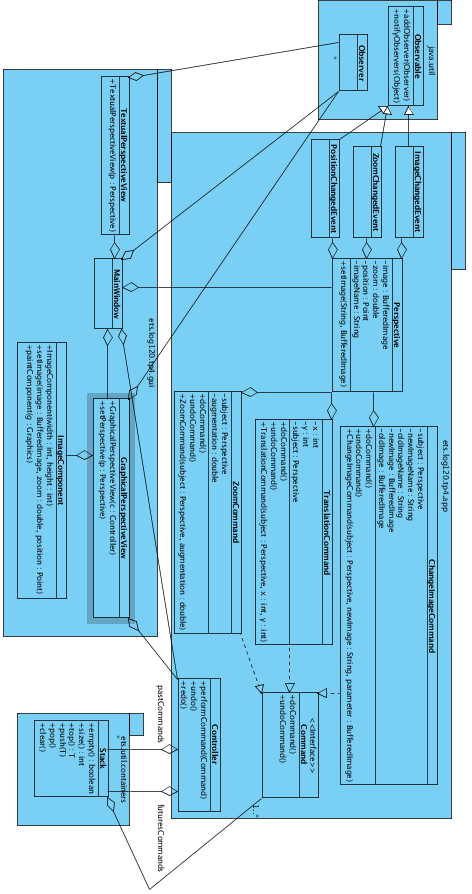 java.util
Observable
+addObserver(Observer)
+notifyObservers(Object)
Observer
*
ets.log120.tp4.app
ImageChangedEvent
ZoomChangedEvent
PositionChangedEvent
Perspective
-image : BufferedImage
-zoom : double
-position : Point
-imageName : String
+setImage(String, BufferedImage)
ChangeImageCommand
-subject : Perspective
-newImageName : String
-oldImageName : String
-newImage : BufferedImage
-oldImage : BufferedImage
+doCommand()
+undoCommand()
+ChangeImageCommand(subject : Perspective, newImage : String, parameter : BufferedImage)
TranslationCommand
-x : int
-y : int
-subject : Perspective
+doCommand()
+undoCommand()
+TranslationCommand(subject : Perspective, x : int, y : int)
ZoomCommand
-subject : Perspective
-augmentation : double
+doCommand()
+undoCommand()
+ZoomCommand(subject : Perspective, augmentation : double)
<<Interface>>
Command
+doCommand()
+undoCommand()
Controller
+performCommand(Command)
+undo()
+redo()
pastCommands
futuresCommands
ets.util.containers
Stack
+empty() : boolean
+size() : int
+top() : T
+push(T)
+pop()
+clear()
TextualPerspectiveView
+TextualPerspectiveView(p : Perspective)
MainWindow
GraphicalPerspectiveView
+GraphicalPerspectiveView(c : Controller)
+setPerspective(p : Perspective)
ImageComponent
+ImageComponent(width : int, height : int)
+setImage(image : BufferedImage, zoom : double, position : Point)
+paintComponent(g : Graphics)